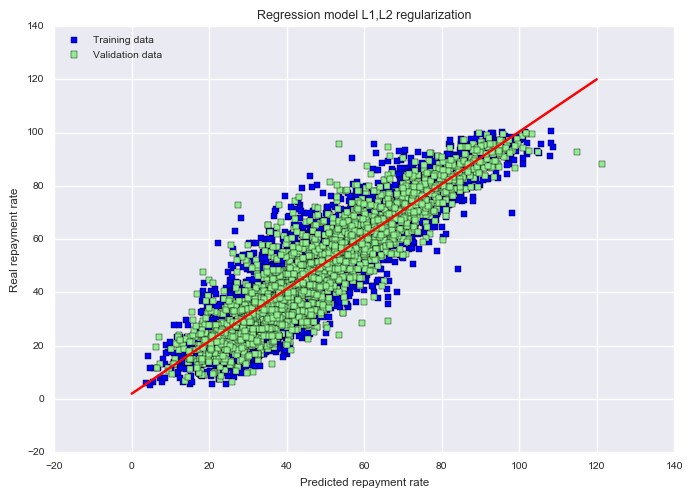 Regression model L1,L2 regularization
Training data
Validation data
140
120
100
80
60
40
20
0
−20
Real repayment rate
−20 0 20 40 60 80 100 120 140
Predicted repayment rate